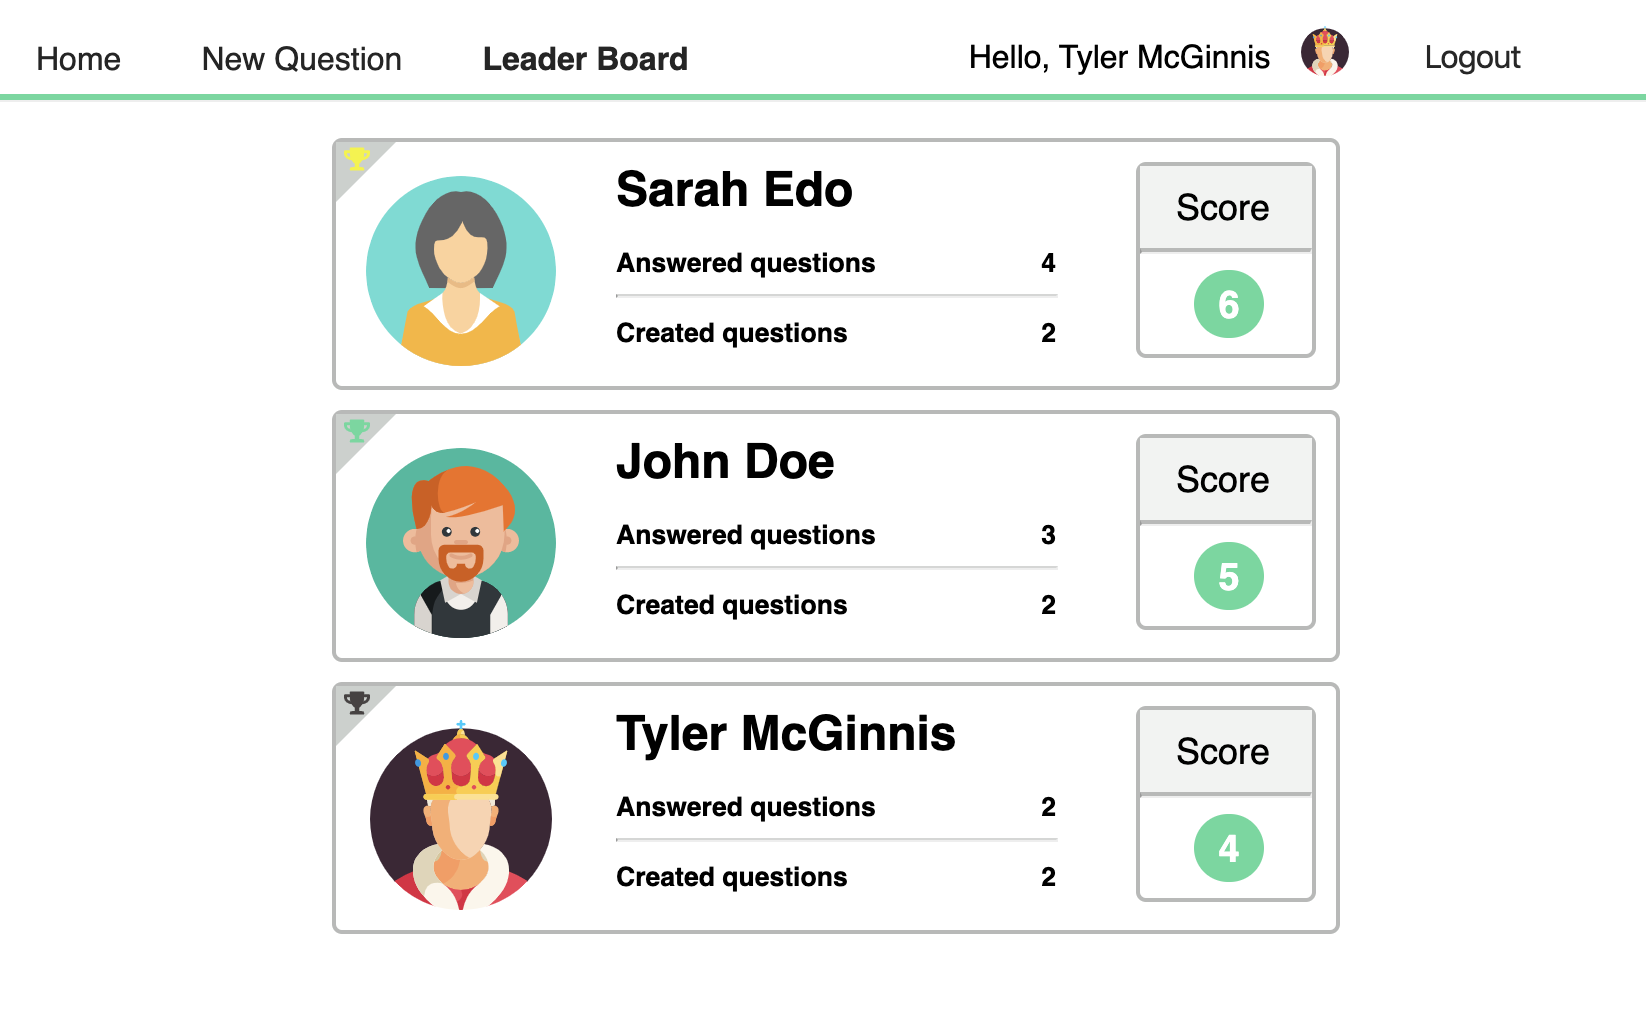 Home New Question Leader Board Hello, Tyler McGinnis Logout
Sarah Edo
Answered questions 4
Created questions 2
Score
6
John Doe
Answered questions 3
Created questions 2
Score
5
Tyler McGinnis
Answered questions 2
Created questions 2
Score
4